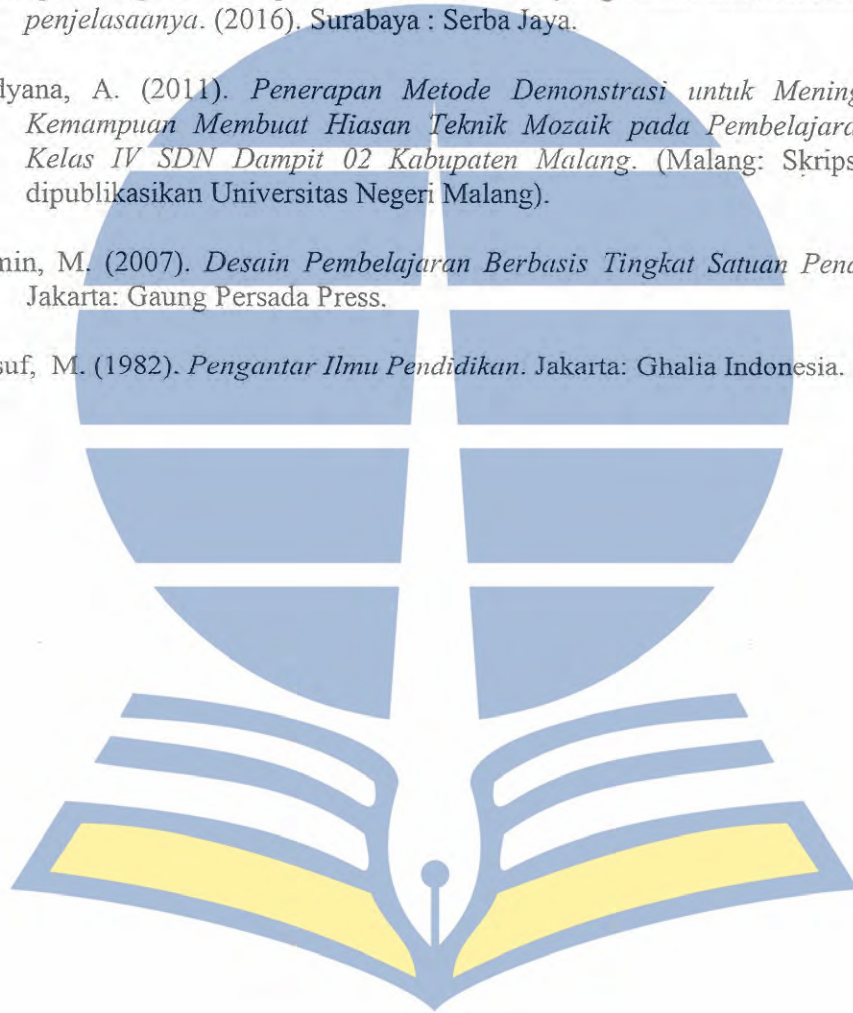 penjelasaanya. (2016). Surabaya : Serba Jaya.
dyana, A. (2011). Penerapan Metode Demonstrasi untuk Mening
Kemampuan Membuat Hiasan Teknik Mozaik pada Pembelajara
Kelas IV SDN Dampit 02 Kabupaten Malang. (Malang: Skrips
dipublikasikan Universitas Negeri Malang).
min, M. (2007). Desain Pembelajaran Berbasis Tingkat Satuan Pend
Jakarta: Gaung Persada Press.
suf, M. (1982). Pengantar Ilmu Pendidikan. Jakarta: Ghalia Indonesia.